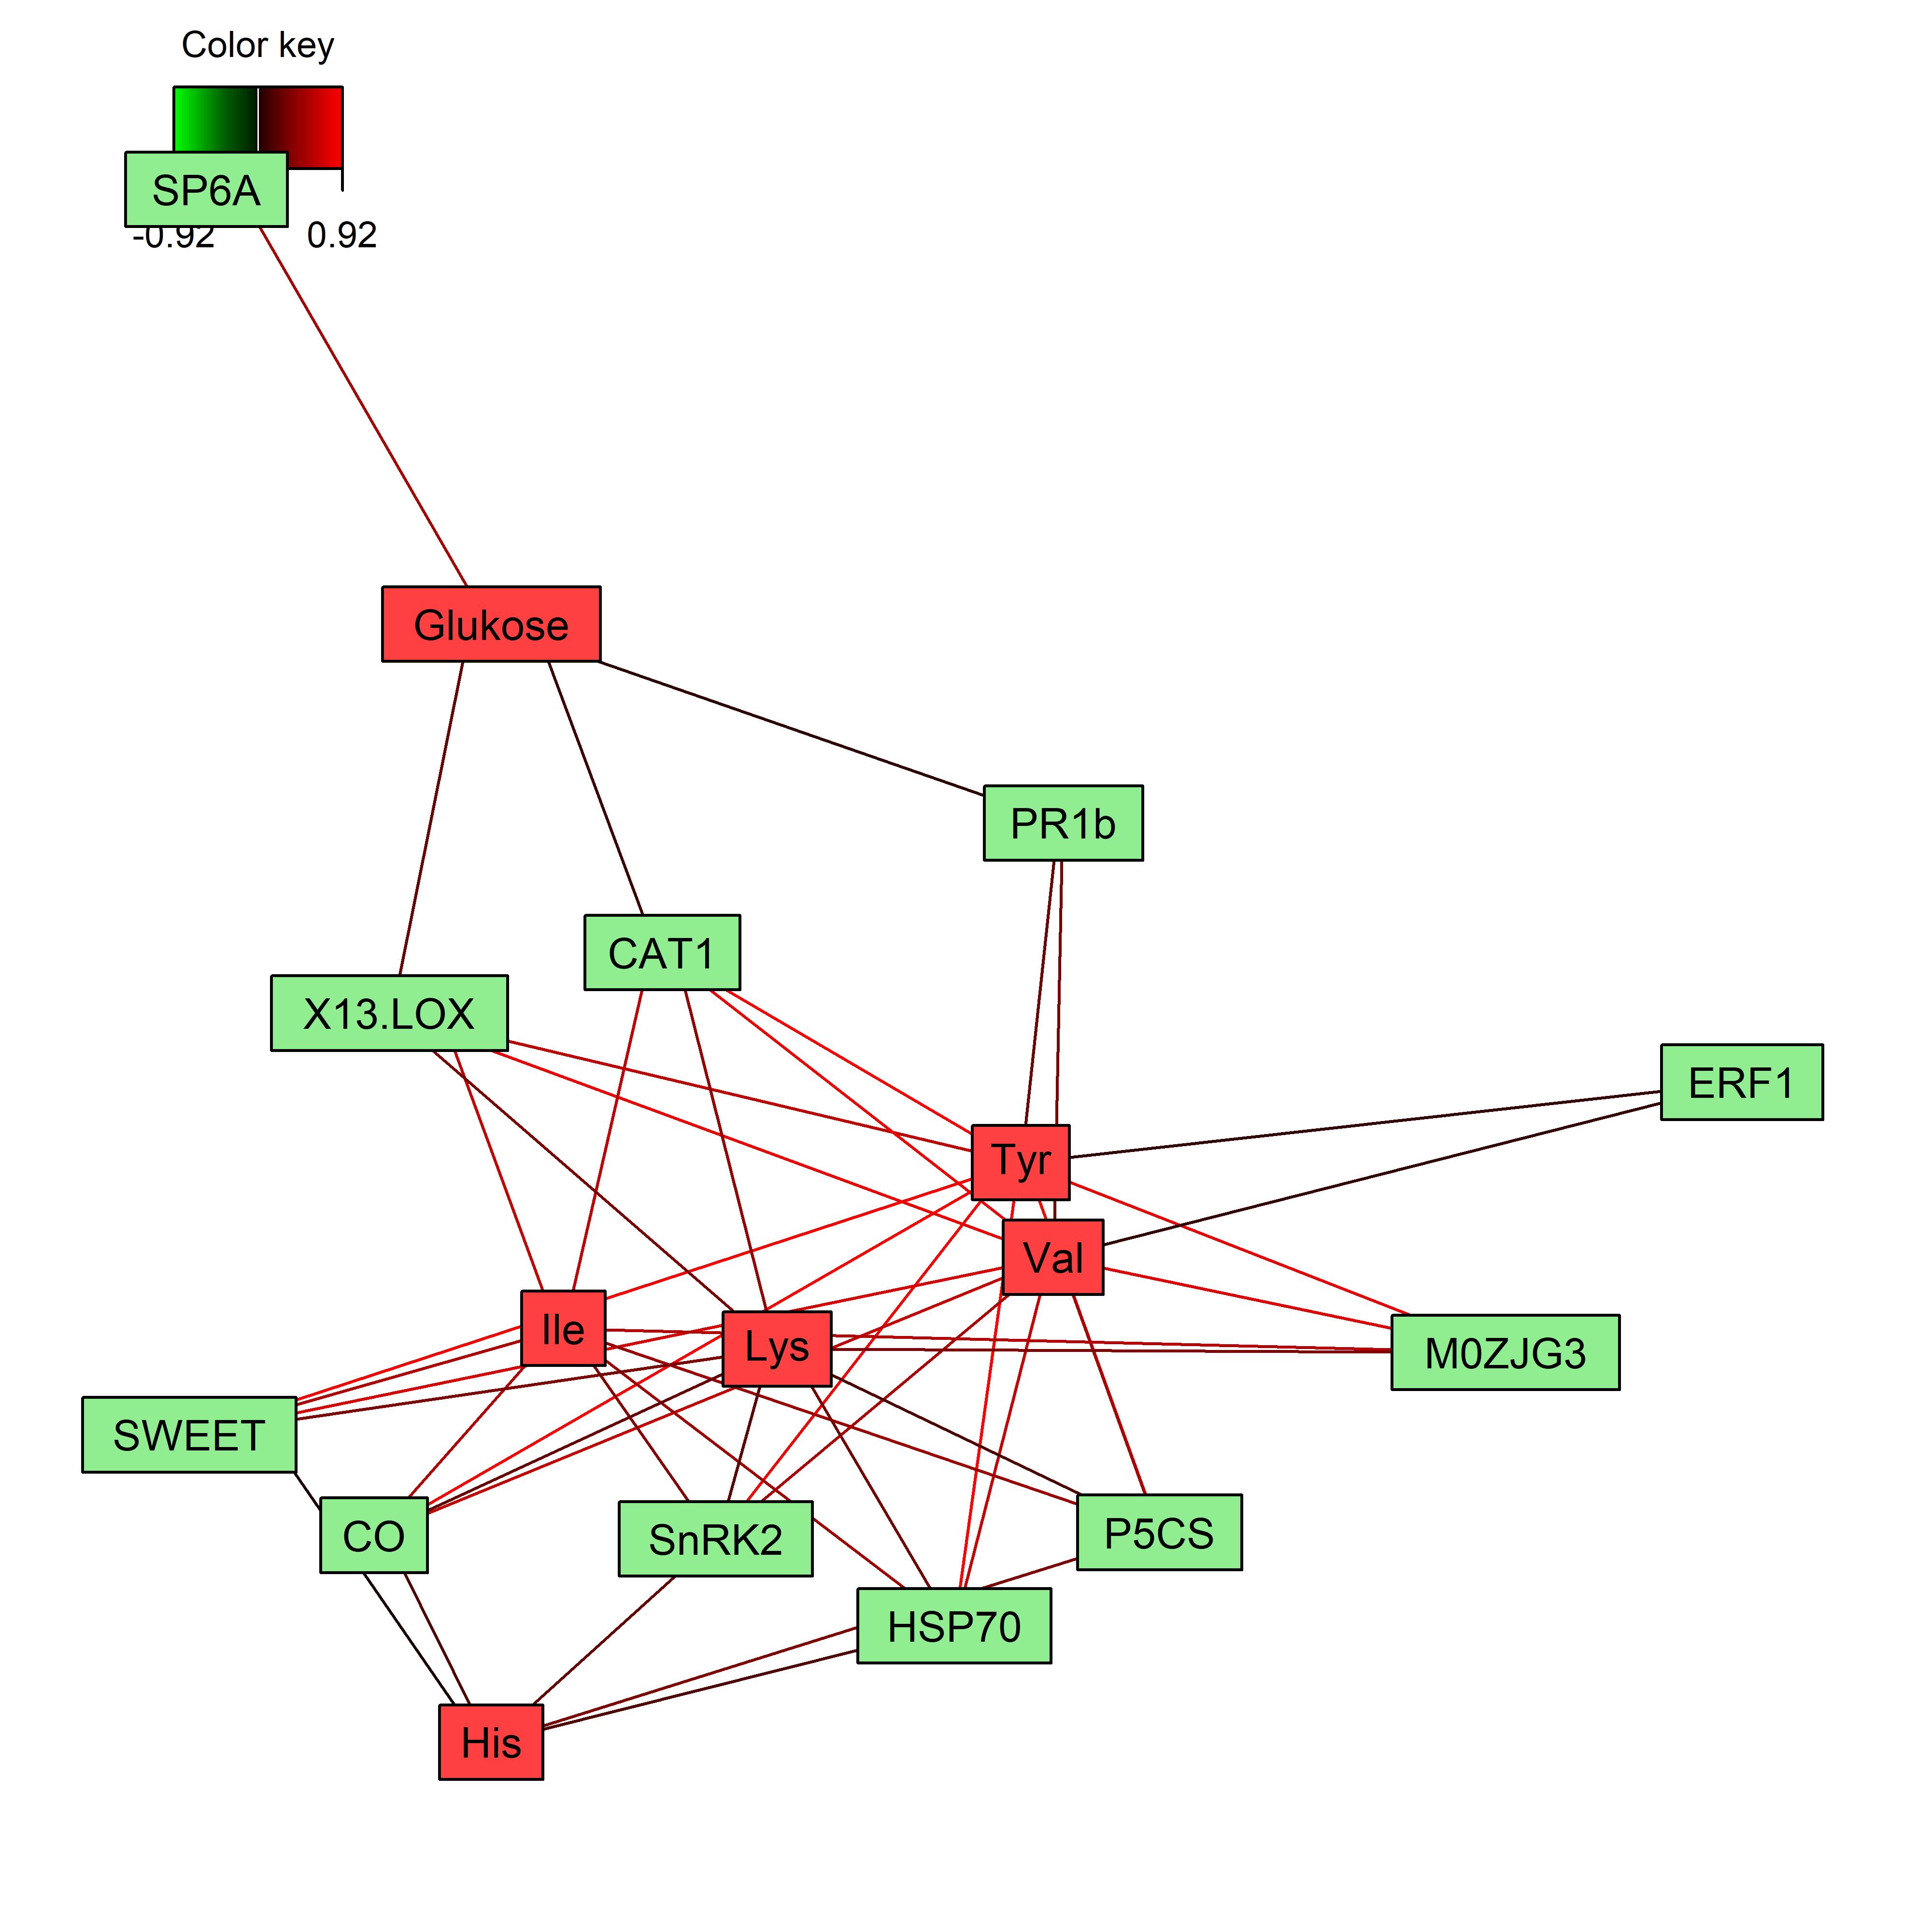 Color key
SP6A
-0.92 0.92
Glukose
PR1b
CAT1
X13.LOX
ERF1
Tyr
Val
Ile
Lys
M0ZJG3
SWEET
CO
SnRK2
P5CS
HSP70
His